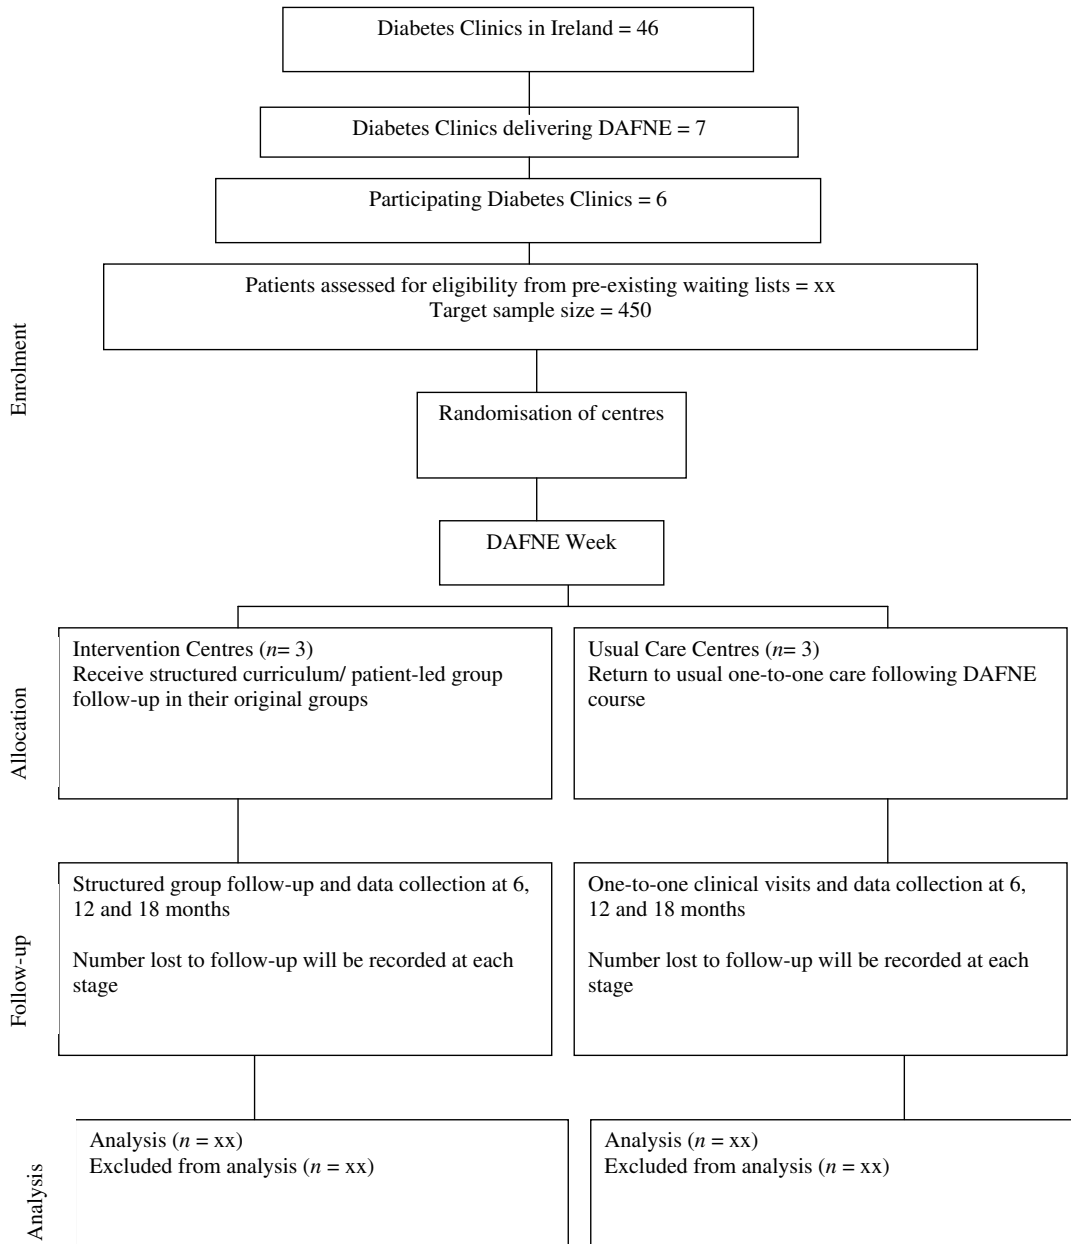 Diabetes Clinics in Ireland = 46
Diabetes Clinics delivering DAFNE = 7
Participating Diabetes Clinics = 6
Patients assessed for eligibility from pre-existing waiting lists = xx
Target sample size = 450
Enrolment
Randomisation of centres
DAFNE Week
Allocation
Intervention Centres (n= 3)
Receive structured curriculum/ patient-led group
follow-up in their original groups
Usual Care Centres (n= 3)
Return to usual one-to-one care following DAFNE
course
Follow-up
Structured group follow-up and data collection at 6,
12 and 18 months
Number lost to follow-up will be recorded at each
stage
One-to-one clinical visits and data collection at 6,
12 and 18 months
Number lost to follow-up will be recorded at each
stage
Analysis
Analysis (n = xx)
Excluded from analysis (n = xx)
Analysis (n = xx)
Excluded from analysis (n = xx)